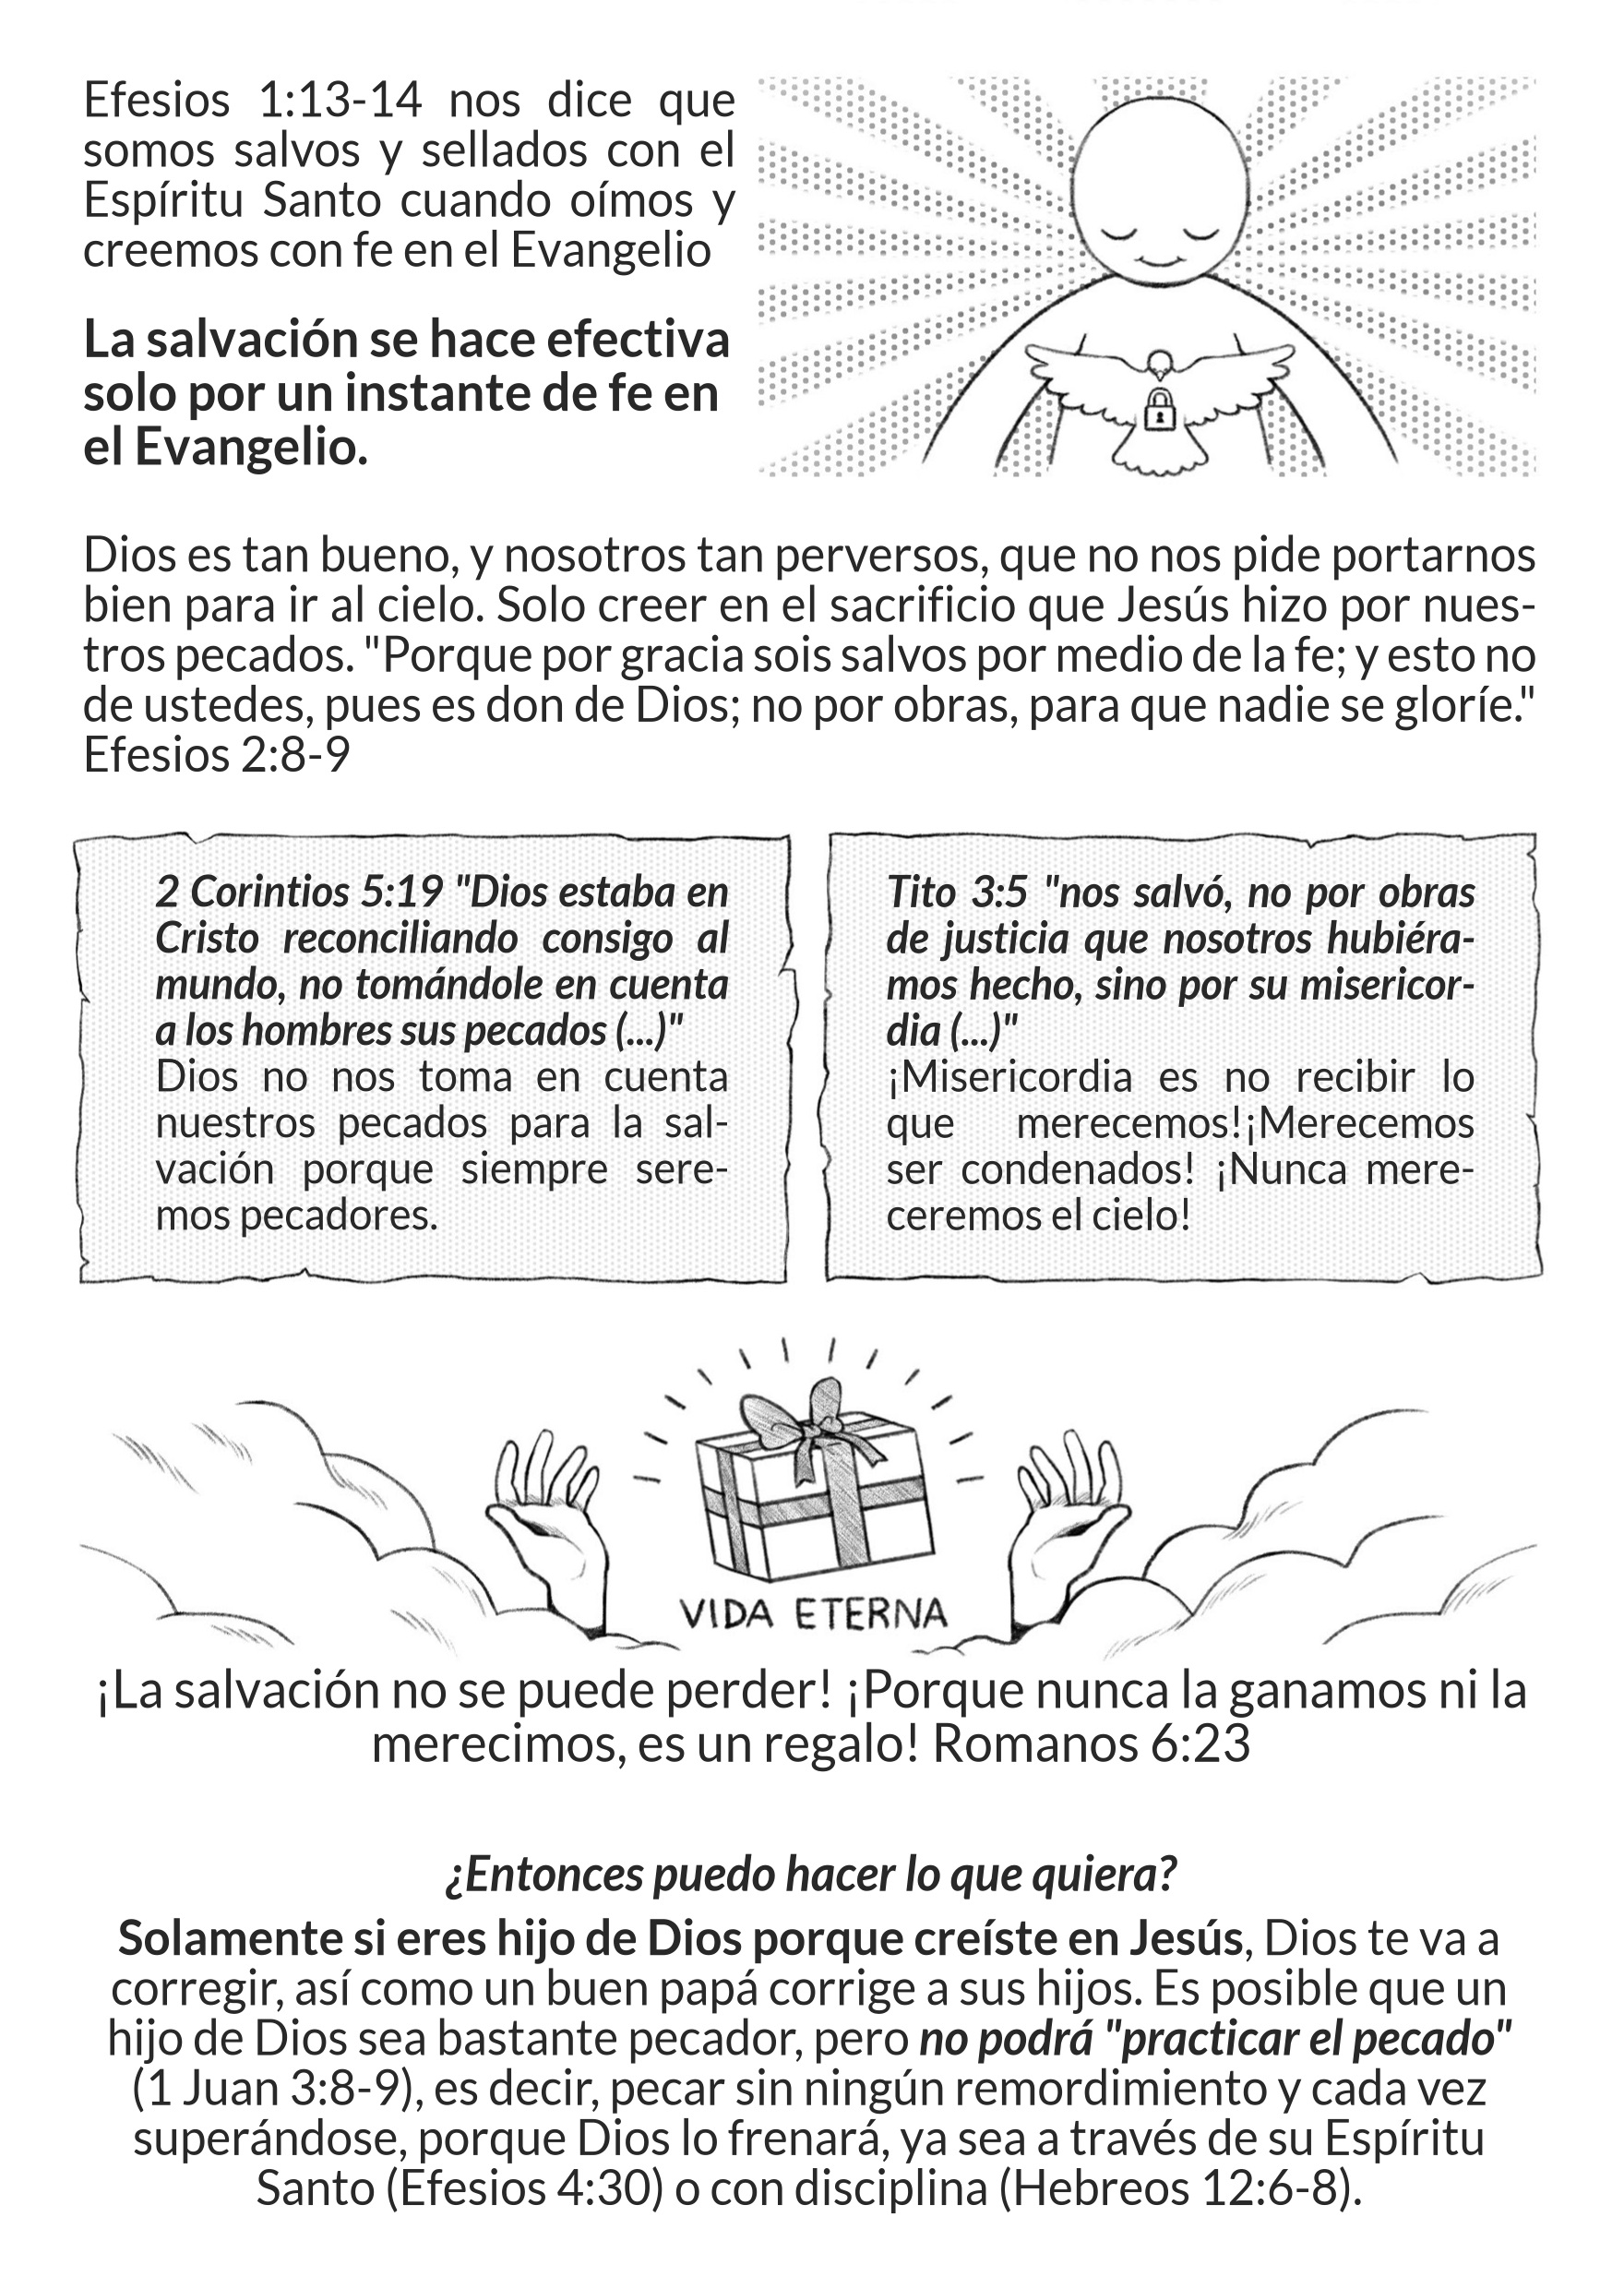 Efesios 1:13-14 nos dice que
somos salvos y sellados con el
Espíritu Santo cuando oímos y
creemos con fe en el Evangelio
La salvación se hace efectiva
solo por un instante de fe en
el Evangelio.
Dios es tan bueno, y nosotros tan perversos, que no nos pide portarnos
bien para ir al cielo. Solo creer en el sacrificio que Jesús hizo por nues-
tros pecados. "Porque por gracia sois salvos por medio de la fe; y esto no
de ustedes, pues es don de Dios; no por obras, para que nadie se gloríe."
Efesios 2:8-9
2 Corintios 5:19 "Dios estaba en
Cristo reconciliando consigo al
mundo, no tomándole en cuenta
a los hombres sus pecados (...)"
Dios no nos toma en cuenta
nuestros pecados para la sal-
vación porque siempre sere-
mos pecadores.
Tito 3:5 "nos salvó, no por obras
de justicia que nosotros hubiéra-
mos hecho, sino por su misericor-
dia (...)"
¡Misericordia es no recibir lo
que merecemos!¡Merecemos
ser condenados! ¡Nunca mere-
ceremos el cielo!
VIDA ETERNA
¡La salvación no se puede perder! ¡Porque nunca la ganamos ni la
merecimos, es un regalo! Romanos 6:23
¿Entonces puedo hacer lo que quiera?
Solamente si eres hijo de Dios porque creíste en Jesús, Dios te va a
corregir, así como un buen papá corrige a sus hijos. Es posible que un
hijo de Dios sea bastante pecador, pero no podrá "practicar el pecado"
(1 Juan 3:8-9), es decir, pecar sin ningún remordimiento y cada vez
superándose, porque Dios lo frenará, ya sea a través de su Espíritu
Santo (Efesios 4:30) o con disciplina (Hebreos 12:6-8).